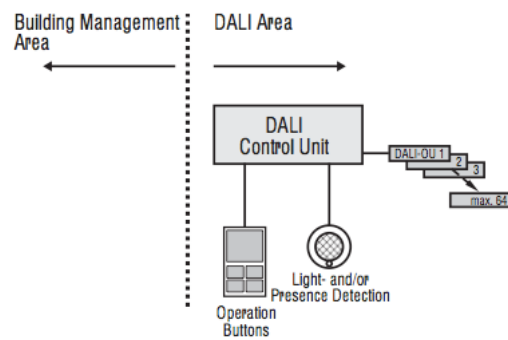 Building Management
Area
DALI Area
DALI
Control Unit
DALI-OU 1
2
3
max. 64
Light- and/or
Presence Detection
Operation
Buttons